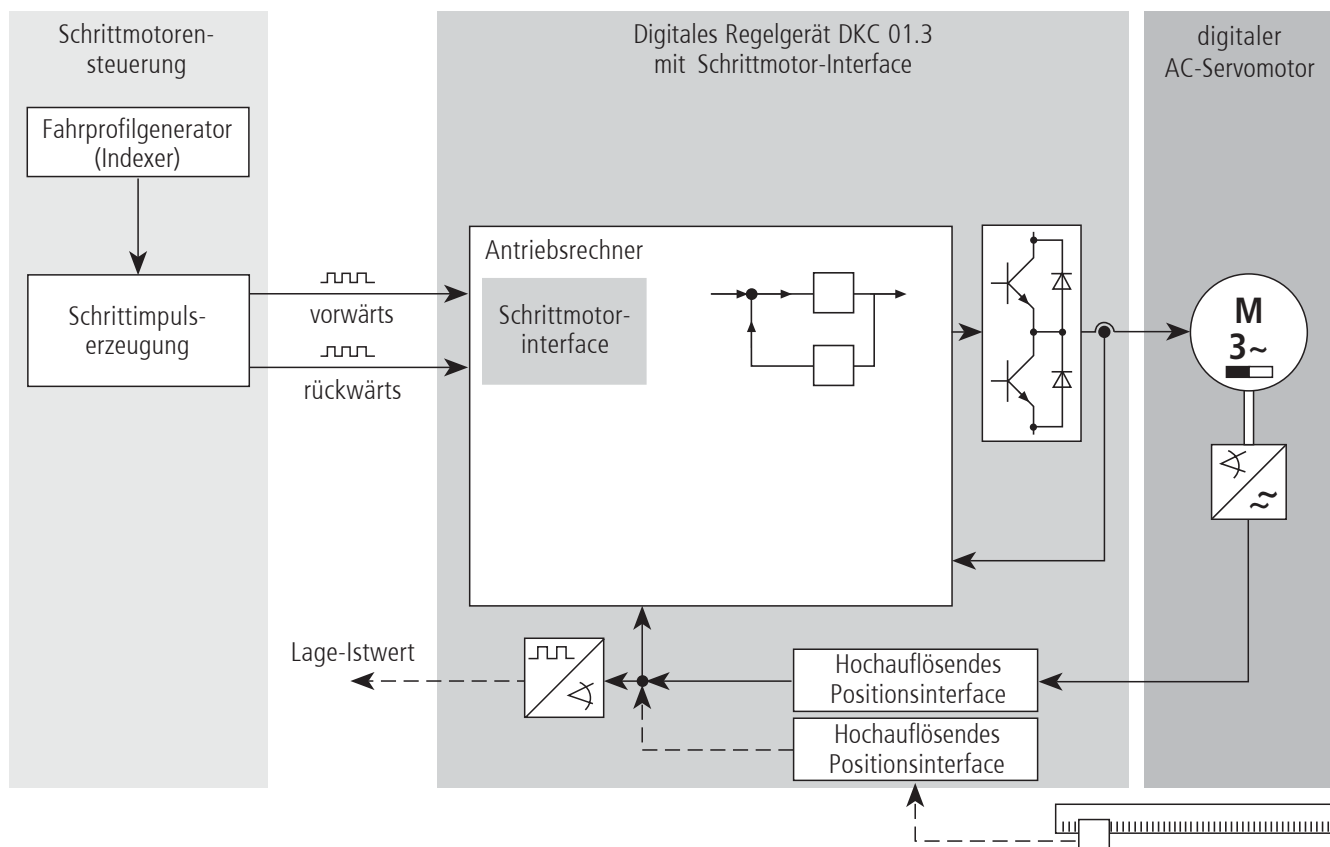 Schrittmotoren-
steuerung
Fahrprofilgenerator
(Indexer)
Schrittimpuls-
erzeugung
vorwärts
rückwärts
Digitales Regelgerät DKC 01.3
mit Schrittmotor-Interface
Antriebsrechner
Schrittmotor-
interface
digitaler
AC-Servomotor
M
3~
Lage-Istwert
Hochauflösendes
Positionsinterface
Hochauflösendes
Positionsinterface